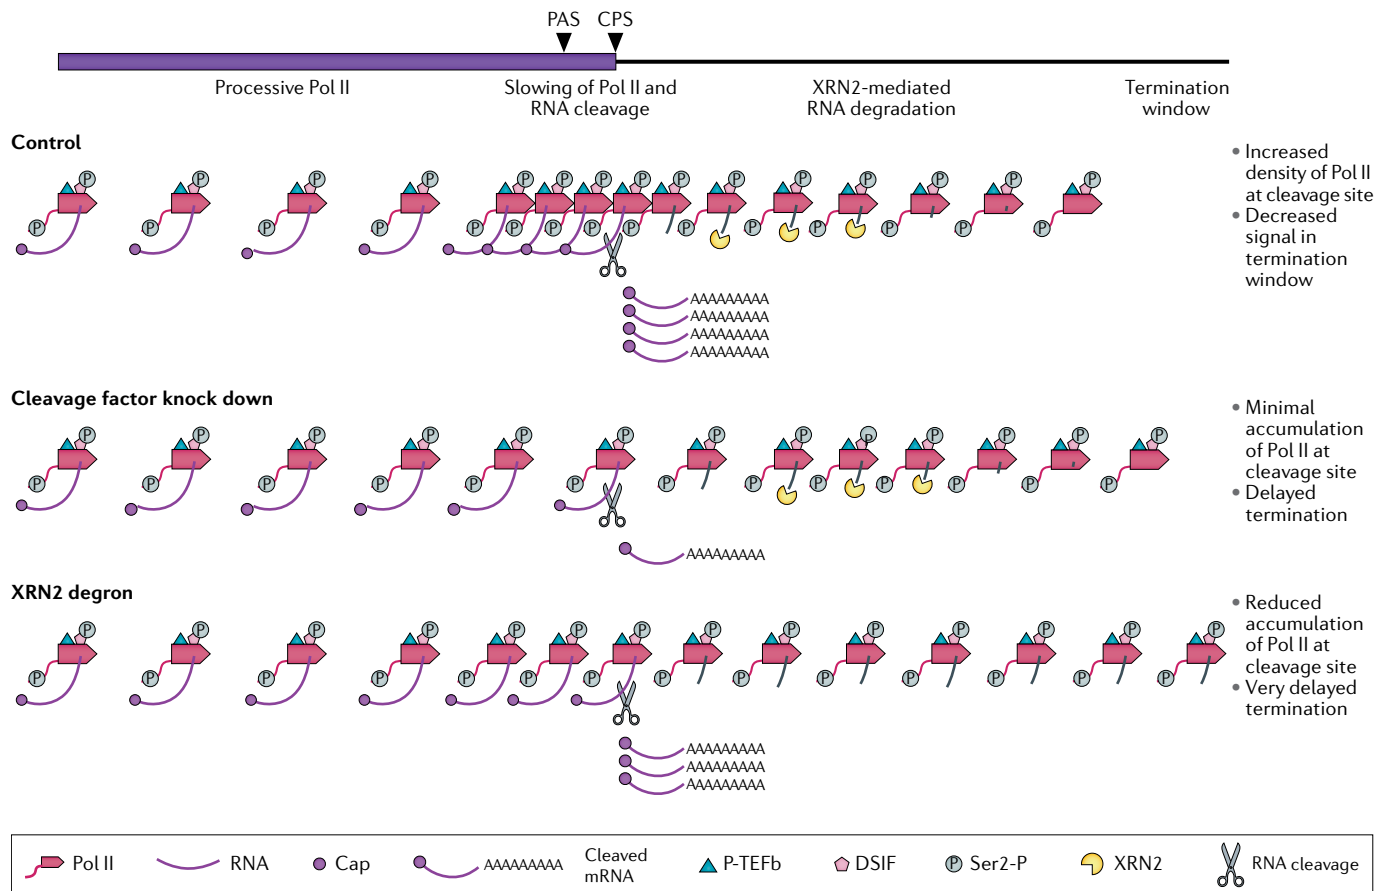 PAS CPS
Processive Pol II
Slowing of Pol II and
RNA cleavage
XRN2-mediated
RNA degradation
Termination
window
Control
P P P P P P P P P P P P P P P
P P P P P P P P P P P P P P P
• Increased
density of Pol II
at cleavage site
• Decreased
signal in
termination
window
AAAAAAAAA
AAAAAAAAA
AAAAAAAAA
AAAAAAAAA
Cleavage factor knock down
P P P P P P P P P P P P P
P P P P P P P P P P P P P
• Minimal
accumulation
of Pol II at
cleavage site
• Delayed
termination
AAAAAAAAA
XRN2 degron
P P P P P P P P P P P P P P
P P P P P P P P P P P P P P
• Reduced
accumulation
of Pol II at
cleavage site
• Very delayed
termination
AAAAAAAAA
AAAAAAAAA
AAAAAAAAA
Pol II
RNA
Cap
AAAAAAAAA
Cleaved
mRNA
P-TEFb
DSIF
P Ser2-P
XRN2
RNA cleavage